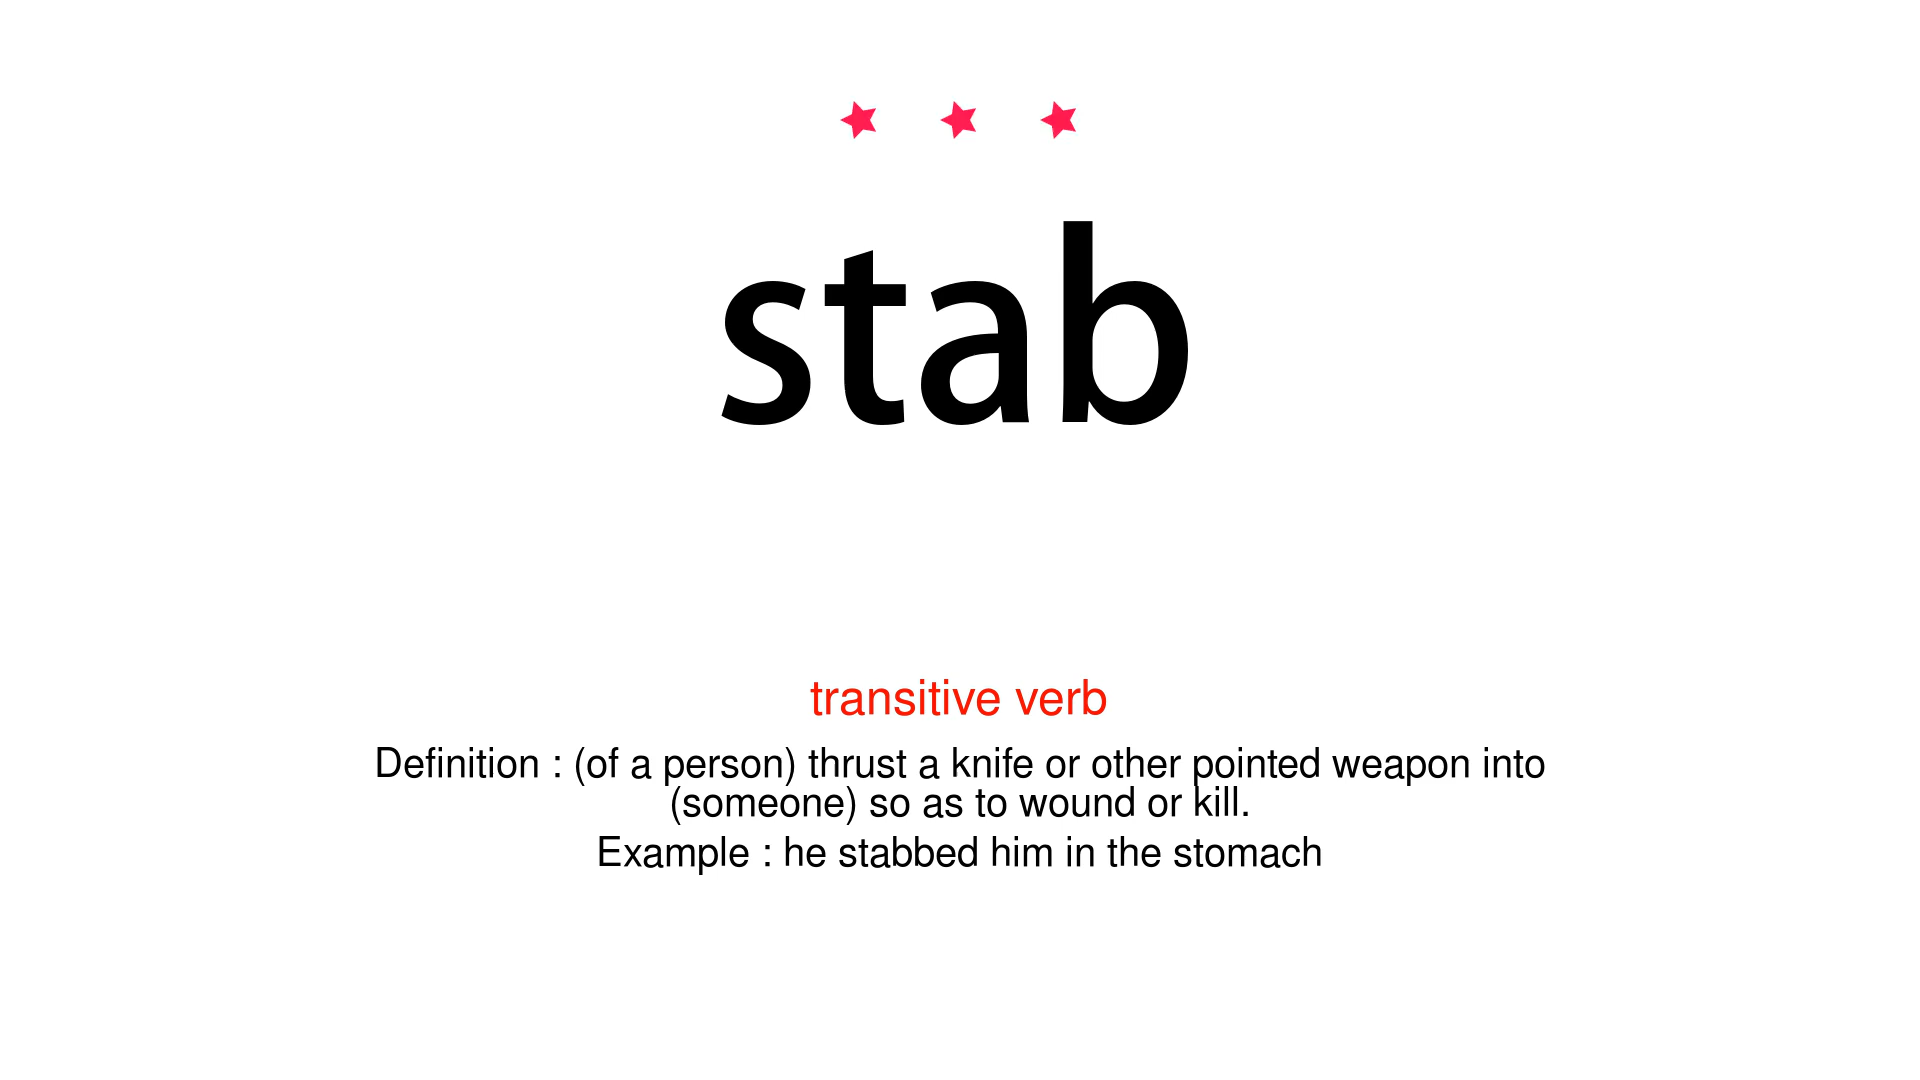 stab
transitive verb
Definition : (of a person) thrust a knife or other pointed weapon into
(someone) so as to wound or kill.
Example : he stabbed him in the stomach